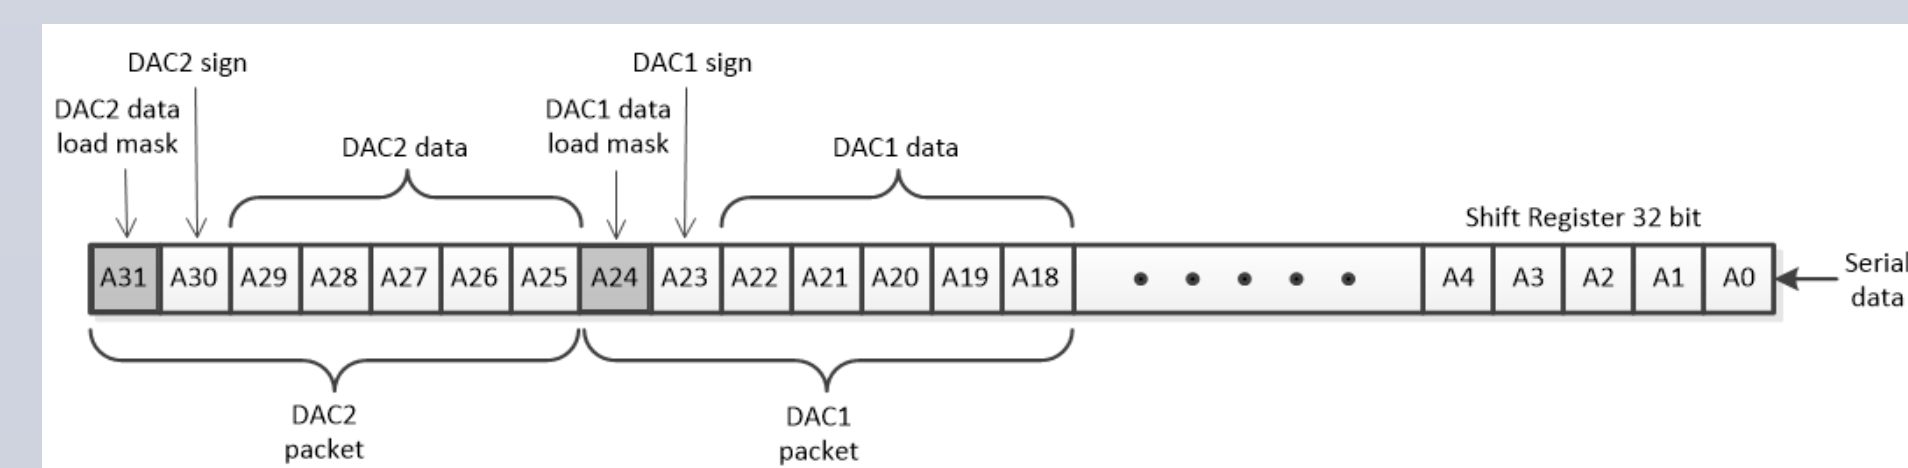 DAC2 sign
DAC1 sign
DAC2 data
load mask
DAC1 data
load mask
DAC2 data
DAC1 data
Shift Register 32 bit
A31 A30 A29 A28 A27 A26 A25 A24 A23 A22 A21 A20 A19 A18 A4 A3 A2 A1 A0
Serial
data
DAC2
packet
DAC1
packet